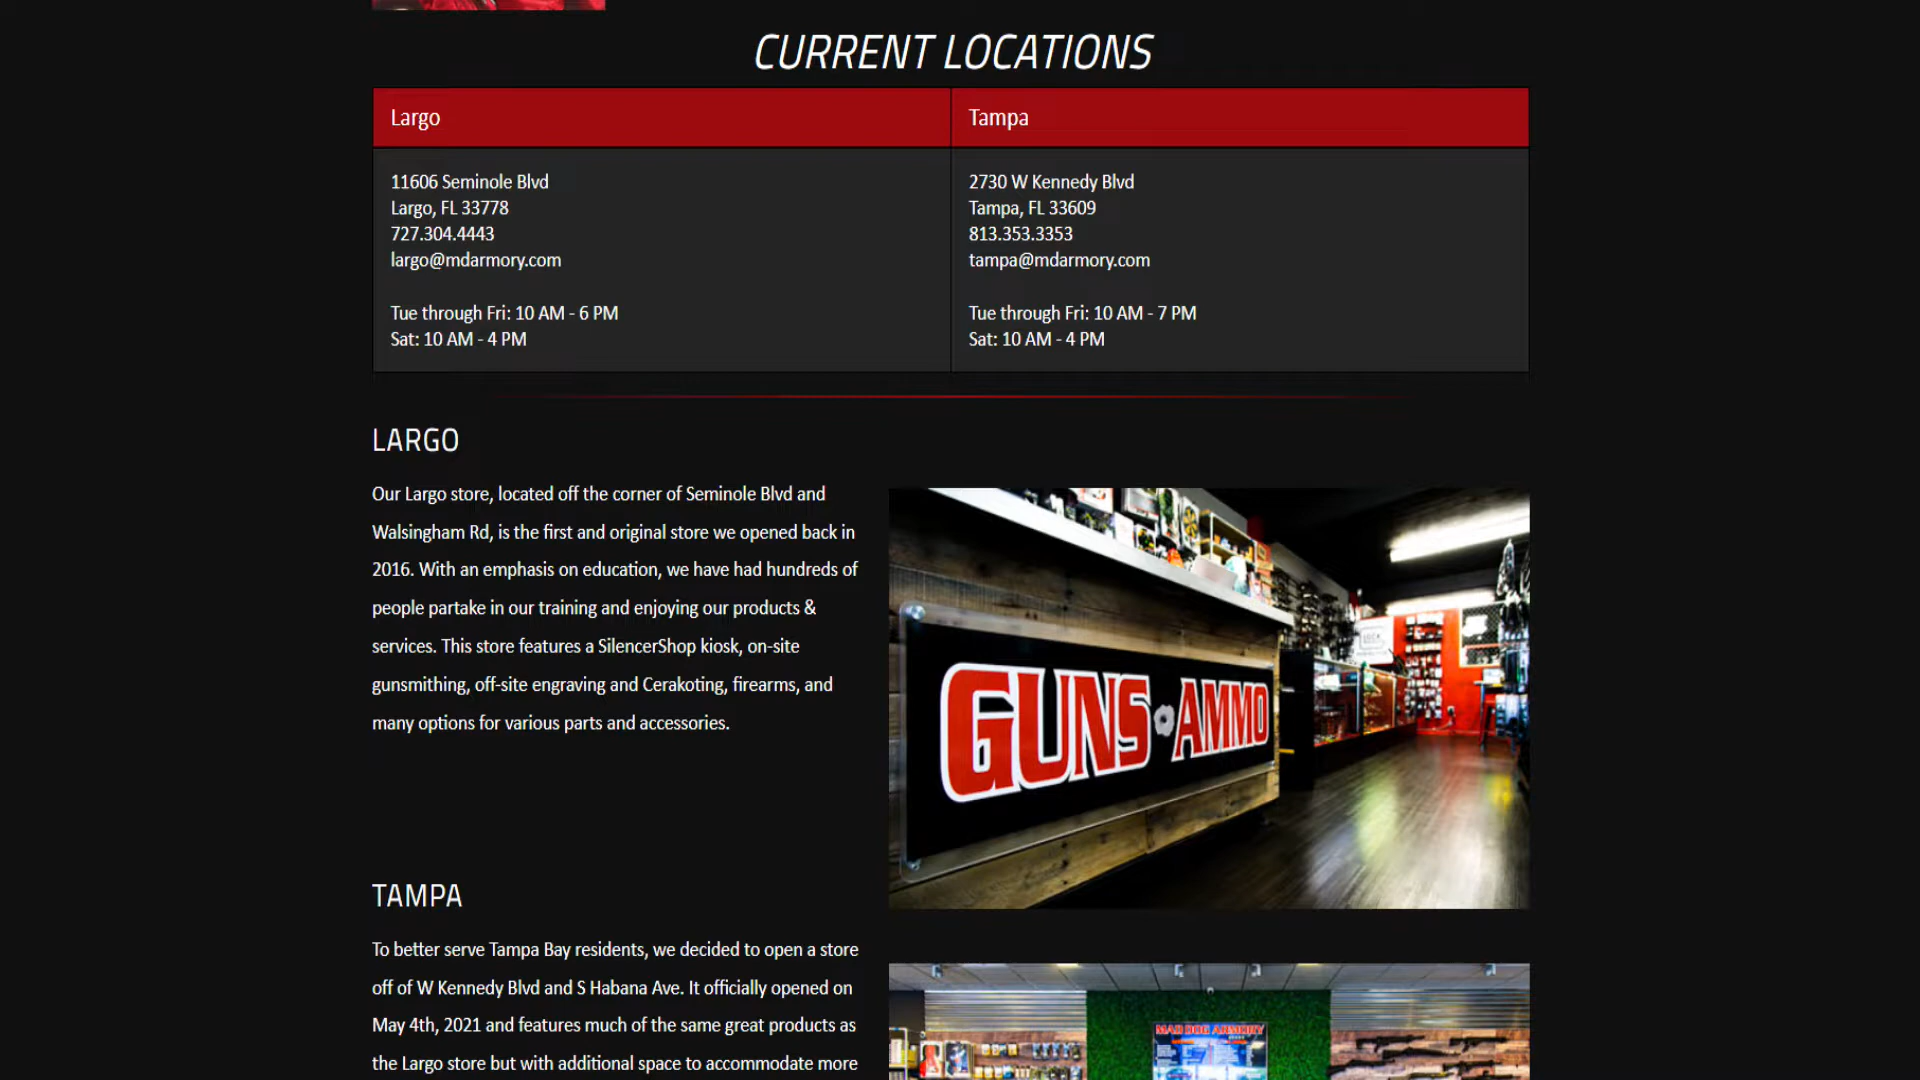 CURRENT LOCATIONS
Largo
Tampa
11606 Seminole Blvd
Largo, FL 33778
727.304.4443
largo@mdarmory.com
Tue through Fri: 10 AM - 6 PM
Sat: 10 AM - 4 PM
2730 W Kennedy Blvd
Tampa, FL 33609
813.353.3353
tampa@mdarmory.com
Tue through Fri: 10 AM - 7 PM
Sat: 10 AM - 4 PM
LARGO
Our Largo store, located off the corner of Seminole Blvd and
Walsingham Rd, is the first and original store we opened back in
2016. With an emphasis on education, we have had hundreds of
people partake in our training and enjoying our products &
services. This store features a SilencerShop kiosk, on-site
gunsmithing, off-site engraving and Cerakoting, firearms, and
many options for various parts and accessories.
GUNS AMMO
TAMPA
To better serve Tampa Bay residents, we decided to open a store
off of W Kennedy Blvd and S Habana Ave. It officially opened on
May 4th, 2021 and features much of the same great products as
the Largo store but with additional space to accommodate more
MAD DOG ARMORY